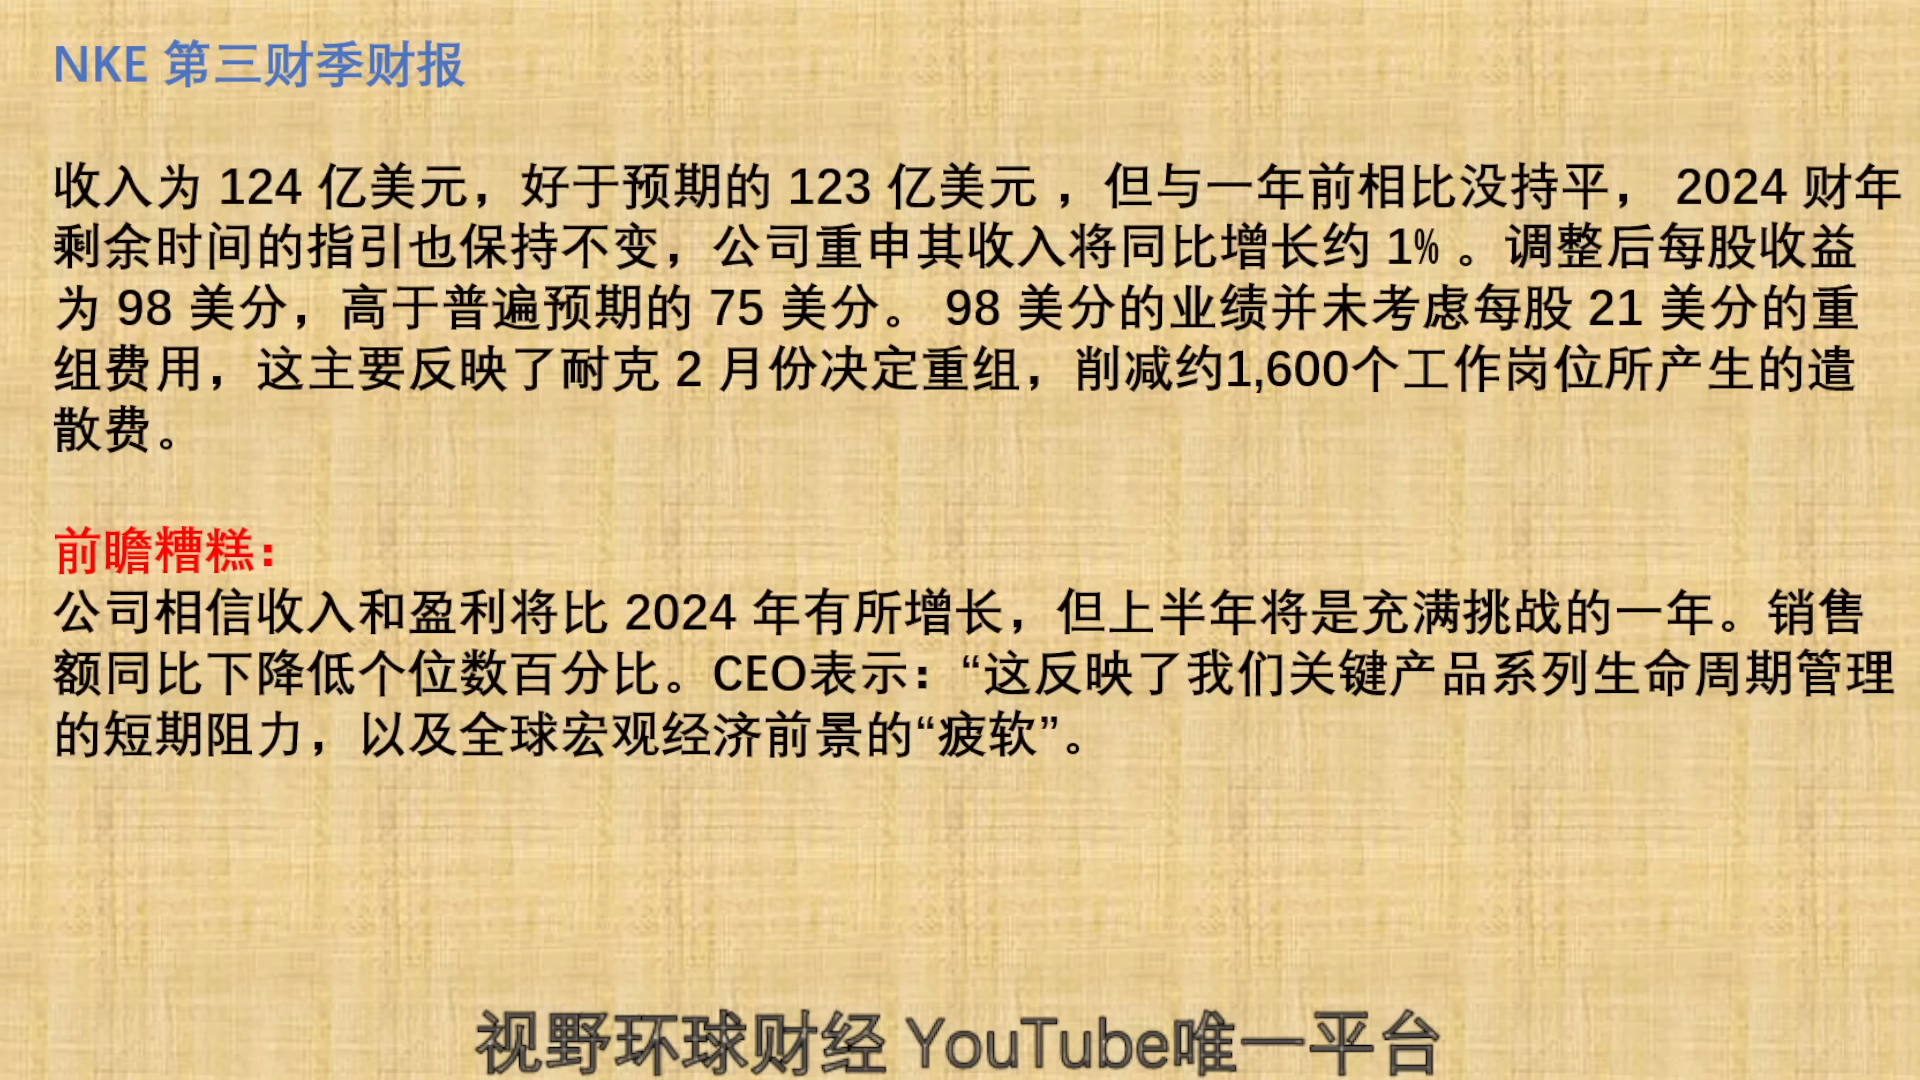 NKE 第三财季财报
收入为 124 亿美元，好于预期的 123 亿美元 ，但与一年前相比没持平， 2024 财年
剩余时间的指引也保持不变，公司重申其收入将同比增长约 1% 。调整后每股收益
为 98 美分，高于普遍预期的 75 美分。 98 美分的业绩并未考虑每股 21 美分的重
组费用，这主要反映了耐克 2 月份决定重组，削减约1,600个工作岗位所产生的遣
散费。
前瞻糟糕：
公司相信收入和盈利将比 2024 年有所增长，但上半年将是充满挑战的一年。销售
额同比下降低个位数百分比。CEO表示：“这反映了我们关键产品系列生命周期管理
的短期阻力，以及全球宏观经济前景的“疲软”。
视野环球财经 YouTube唯一平台